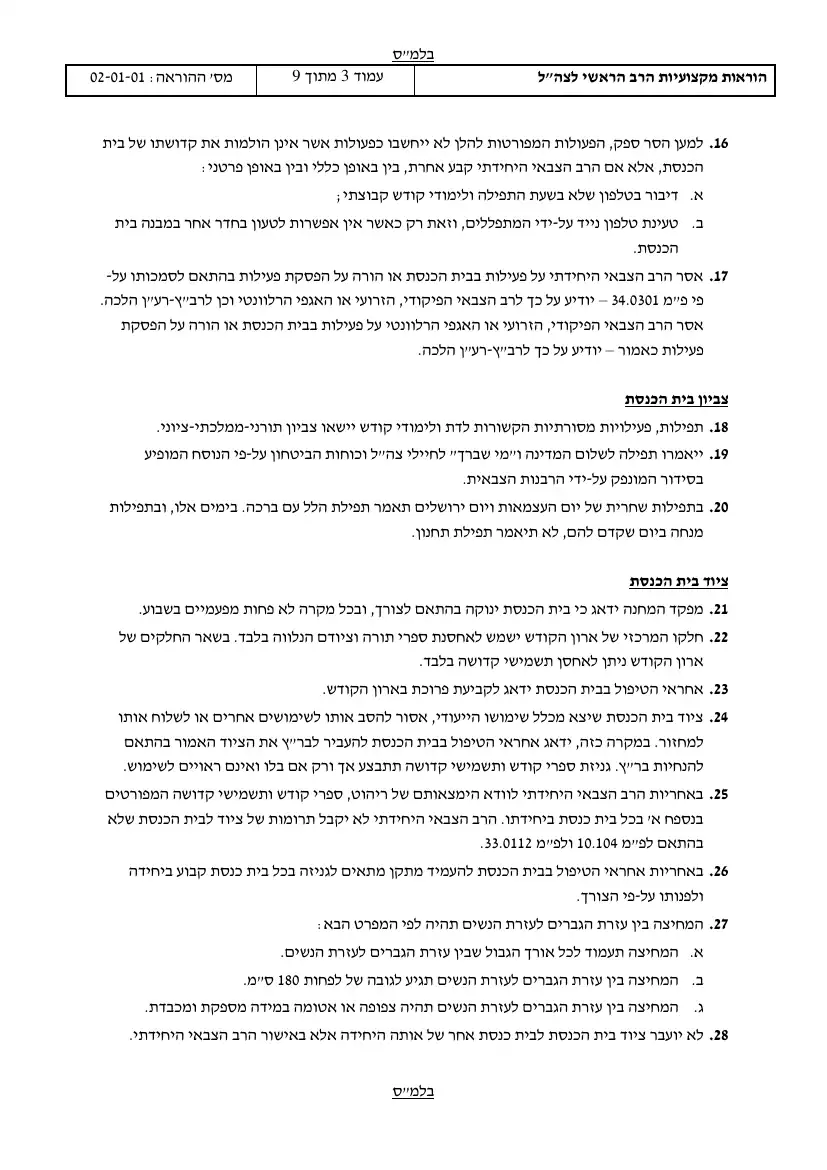 בלמ״ס
הוראות מקצועיות הרב הראשי לצה״ל
עמוד 3 מתוך 9
מס׳ ההוראה: 02-01-01
16. למען הסר ספק, הפעולות המפורטות להלן לא ייחשבו כפעולות אשר אינן הולמות את קדושתו של בית
הכנסת, אלא אם הרב הצבאי היחידתי קבע אחרת, בין באופן כללי ובין באופן פרטני:
א. דיבור בטלפון שלא בשעת התפילה ולימודי קודש קבוצתי;
ב. טעינת טלפון נייד על-ידי המתפללים, וזאת רק כאשר אין אפשרות לטעון בחדר אחר במבנה בית
הכנסת.
17. אסר הרב הצבאי היחידתי על פעילות בבית הכנסת או הורה על הפסקת פעילות בהתאם לסמכותו על-
פי פ״מ 34.0301 – יודיע על כך לרב הצבאי הפיקודי, הזרועי או האגפי הרלוונטי וכן לרב״ץ-רע״ן הלכה.
אסר הרב הצבאי הפיקודי, הזרועי או האגפי הרלוונטי על פעילות בבית הכנסת או הורה על הפסקת
פעילות כאמור – יודיע על כך לרב״ץ-רע״ן הלכה.
צביון בית הכנסת
18. תפילות, פעילויות מסורתיות הקשורות לדת ולימודי קודש יישאו צביון תורני-ממלכתי-ציוני.
19. ייאמרו תפילה לשלום המדינה ו״מי שברך״ לחיילי צה״ל וכוחות הביטחון על-פי הנוסח המופיע
בסידור המונפק על-ידי הרבנות הצבאית.
20. בתפילות שחרית של יום העצמאות ויום ירושלים תאמר תפילת הלל עם ברכה. בימים אלו, ובתפילות
מנחה ביום שקדם להם, לא תיאמר תפילת תחנון.
ציוד בית הכנסת
21. מפקד המחנה ידאג כי בית הכנסת ינוקה בהתאם לצורך, ובכל מקרה לא פחות מפעמיים בשבוע.
22. חלקו המרכזי של ארון הקודש ישמש לאחסנת ספרי תורה וציודם הנלווה בלבד. בשאר החלקים של
ארון הקודש ניתן לאחסן תשמישי קדושה בלבד.
23. אחראי הטיפול בבית הכנסת ידאג לקביעת פרוכת בארון הקודש.
24. ציוד בית הכנסת שיצא מכלל שימושו הייעודי, אסור להסב אותו לשימושים אחרים או לשלוח אותו
למחזור. במקרה כזה, ידאג אחראי הטיפול בבית הכנסת להעביר לבר״ץ את הציוד האמור בהתאם
להנחיות בר״ץ. גניזת ספרי קודש ותשמישי קדושה תתבצע אך ורק אם בלו ואינם ראויים לשימוש.
25. באחריות הרב הצבאי היחידתי לוודא הימצאותם של ריהוט, ספרי קודש ותשמישי קדושה המפורטים
בנספח א׳ בכל בית כנסת ביחידתו. הרב הצבאי היחידתי לא יקבל תרומות של ציוד לבית הכנסת שלא
בהתאם לפ״מ 10.104 ולפ״מ 33.0112.
26. באחריות אחראי הטיפול בבית הכנסת להעמיד מתקן מתאים לגניזה בכל בית כנסת קבוע ביחידה
ולפנותו על-פי הצורך.
27. המחיצה בין עזרת הגברים לעזרת הנשים תהיה לפי המפרט הבא:
א. המחיצה תעמוד לכל אורך הגבול שבין עזרת הגברים לעזרת הנשים.
ב. המחיצה בין עזרת הגברים לעזרת הנשים תגיע לגובה של לפחות 180 ס״מ.
ג. המחיצה בין עזרת הגברים לעזרת הנשים תהיה צפופה או אטומה במידה מספקת ומכבדת.
28. לא יועבר ציוד בית הכנסת לבית כנסת אחר של אותה היחידה אלא באישור הרב הצבאי היחידתי.
בלמ״ס